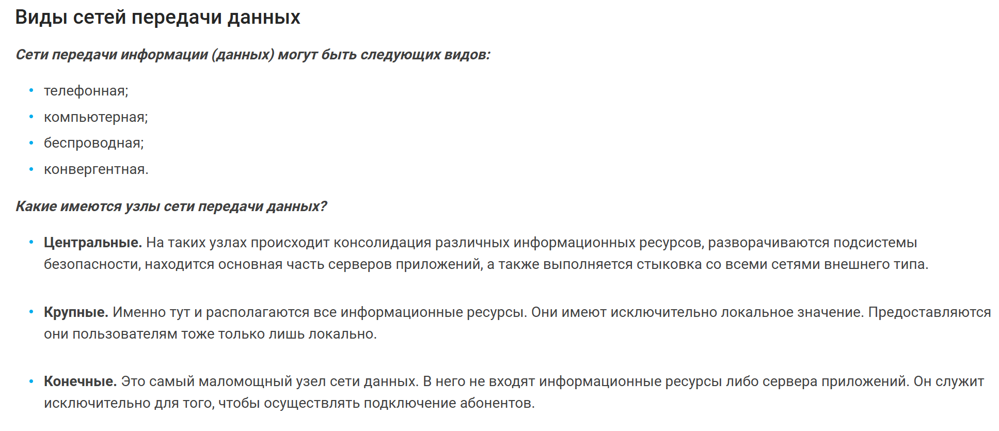 Виды сетей передачи данных
Сети передачи информации (данных) могут быть следующих видов:
• телефонная;
• компьютерная;
• беспроводная;
• конвергентная.
Какие имеются узлы сети передачи данных?
• Центральные. На таких узлах происходит консолидация различных информационных ресурсов, разворачиваются подсистемы
безопасности, находится основная часть серверов приложений, а также выполняется стыковка со всеми сетями внешнего типа.
• Крупные. Именно тут и располагаются все информационные ресурсы. Они имеют исключительно локальное значение. Предоставляются
они пользователям тоже только лишь локально.
• Конечные. Это самый маломощный узел сети данных. В него не входят информационные ресурсы либо сервера приложений. Он служит
исключительно для того, чтобы осуществлять подключение абонентов.